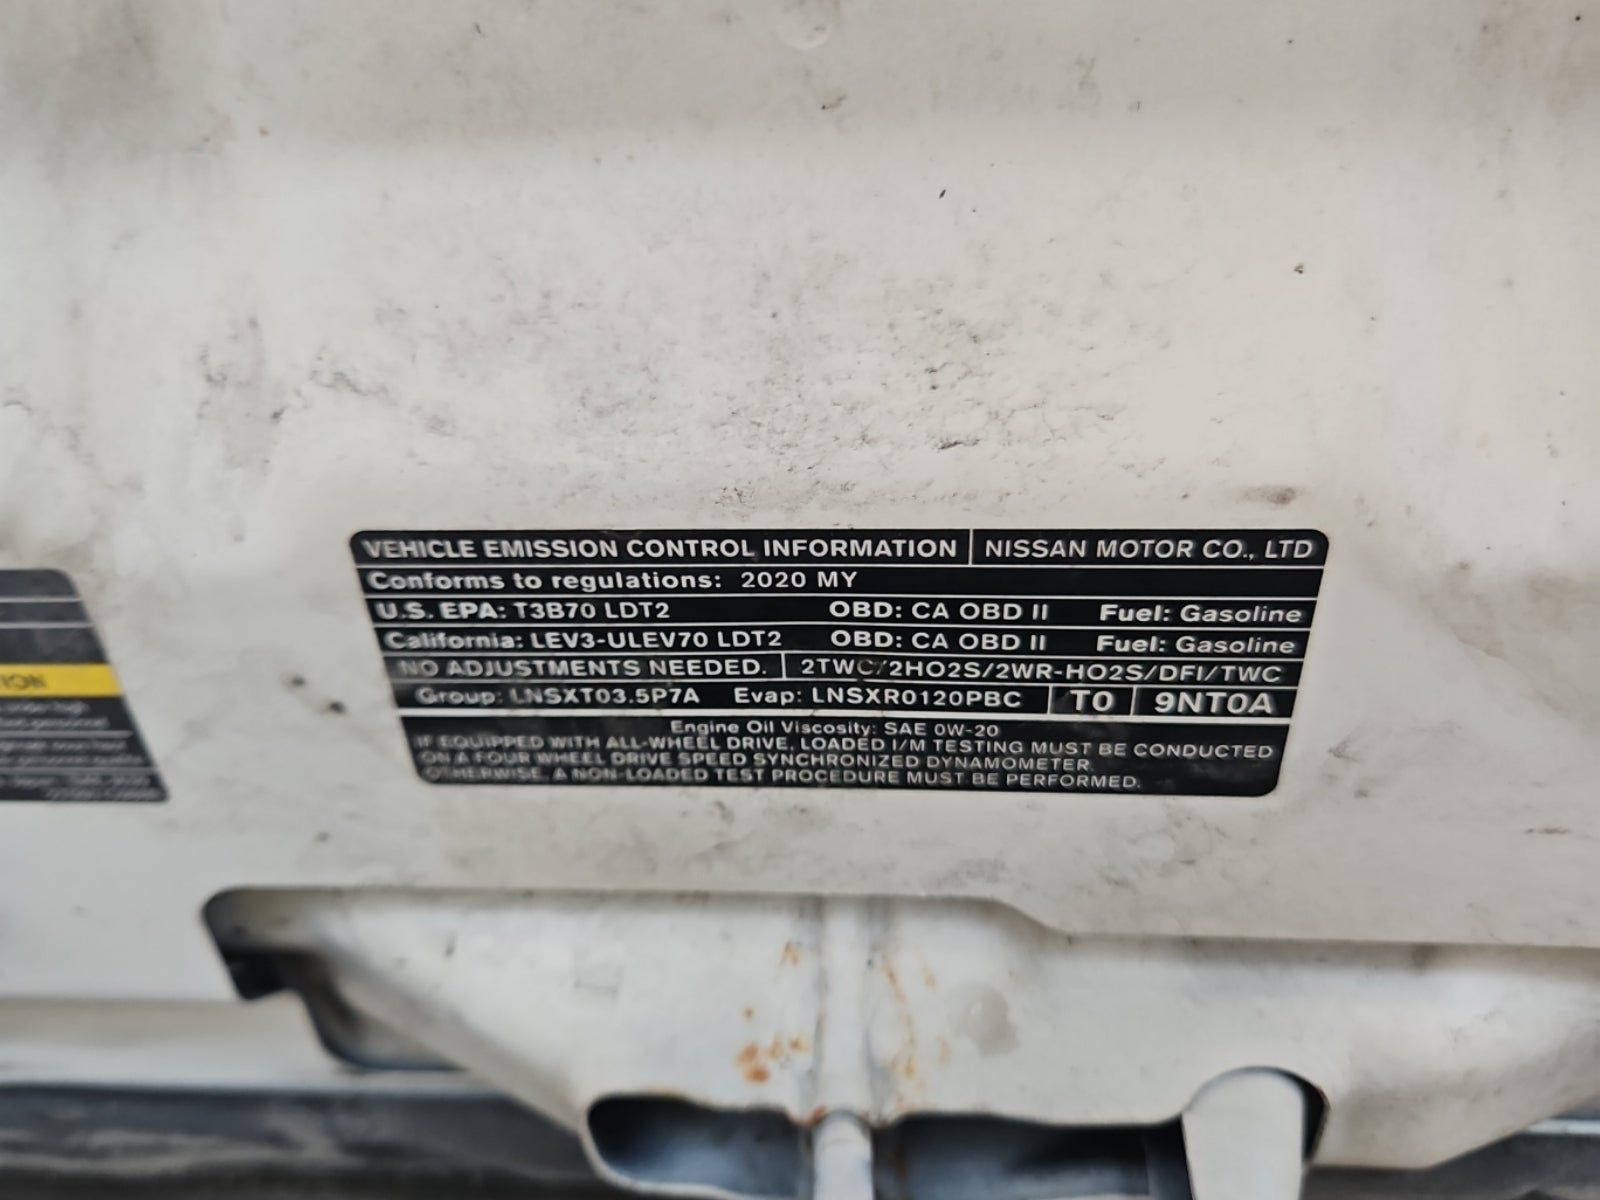 VEHICLE EMISSION CONTROL INFORMATION NISSAN MOTOR CO., LTD
Conforms to regulations: 2020 MY
U.S. EPA: T3B70 LDT2 OBD: CA OBD II Fuel: Gasoline
California: LEV3-ULEV70 LDT2 OBD: CA OBD II Fuel: Gasoline
NO ADJUSTMENTS NEEDED. 2TWC/2HO2S/2WR-HO2S/DFI/TWC
Group: LNSXT03.5P7A Evap: LNSXR0120PBC T0 9NT0A
Engine Oil Viscosity: SAE 0W-20
IF EQUIPPED WITH ALL-WHEEL DRIVE, LOADED I/M TESTING MUST BE CONDUCTED
ON A FOUR WHEEL DRIVE SPEED SYNCHRONIZED DYNAMOMETER.
OTHERWISE, A NON-LOADED TEST PROCEDURE MUST BE PERFORMED.